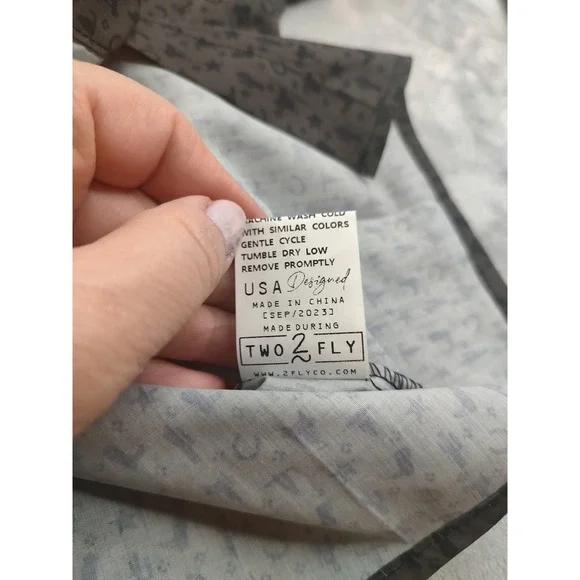 MACHINE WASH COLD
WITH SIMILAR COLORS
GENTLE CYCLE
TUMBLE DRY LOW
REMOVE PROMPTLY
USA Designed
MADE IN CHINA
[SEP/2023]
MADE DURING
TWO 2 FLY
WWW.2FLYCO.COM